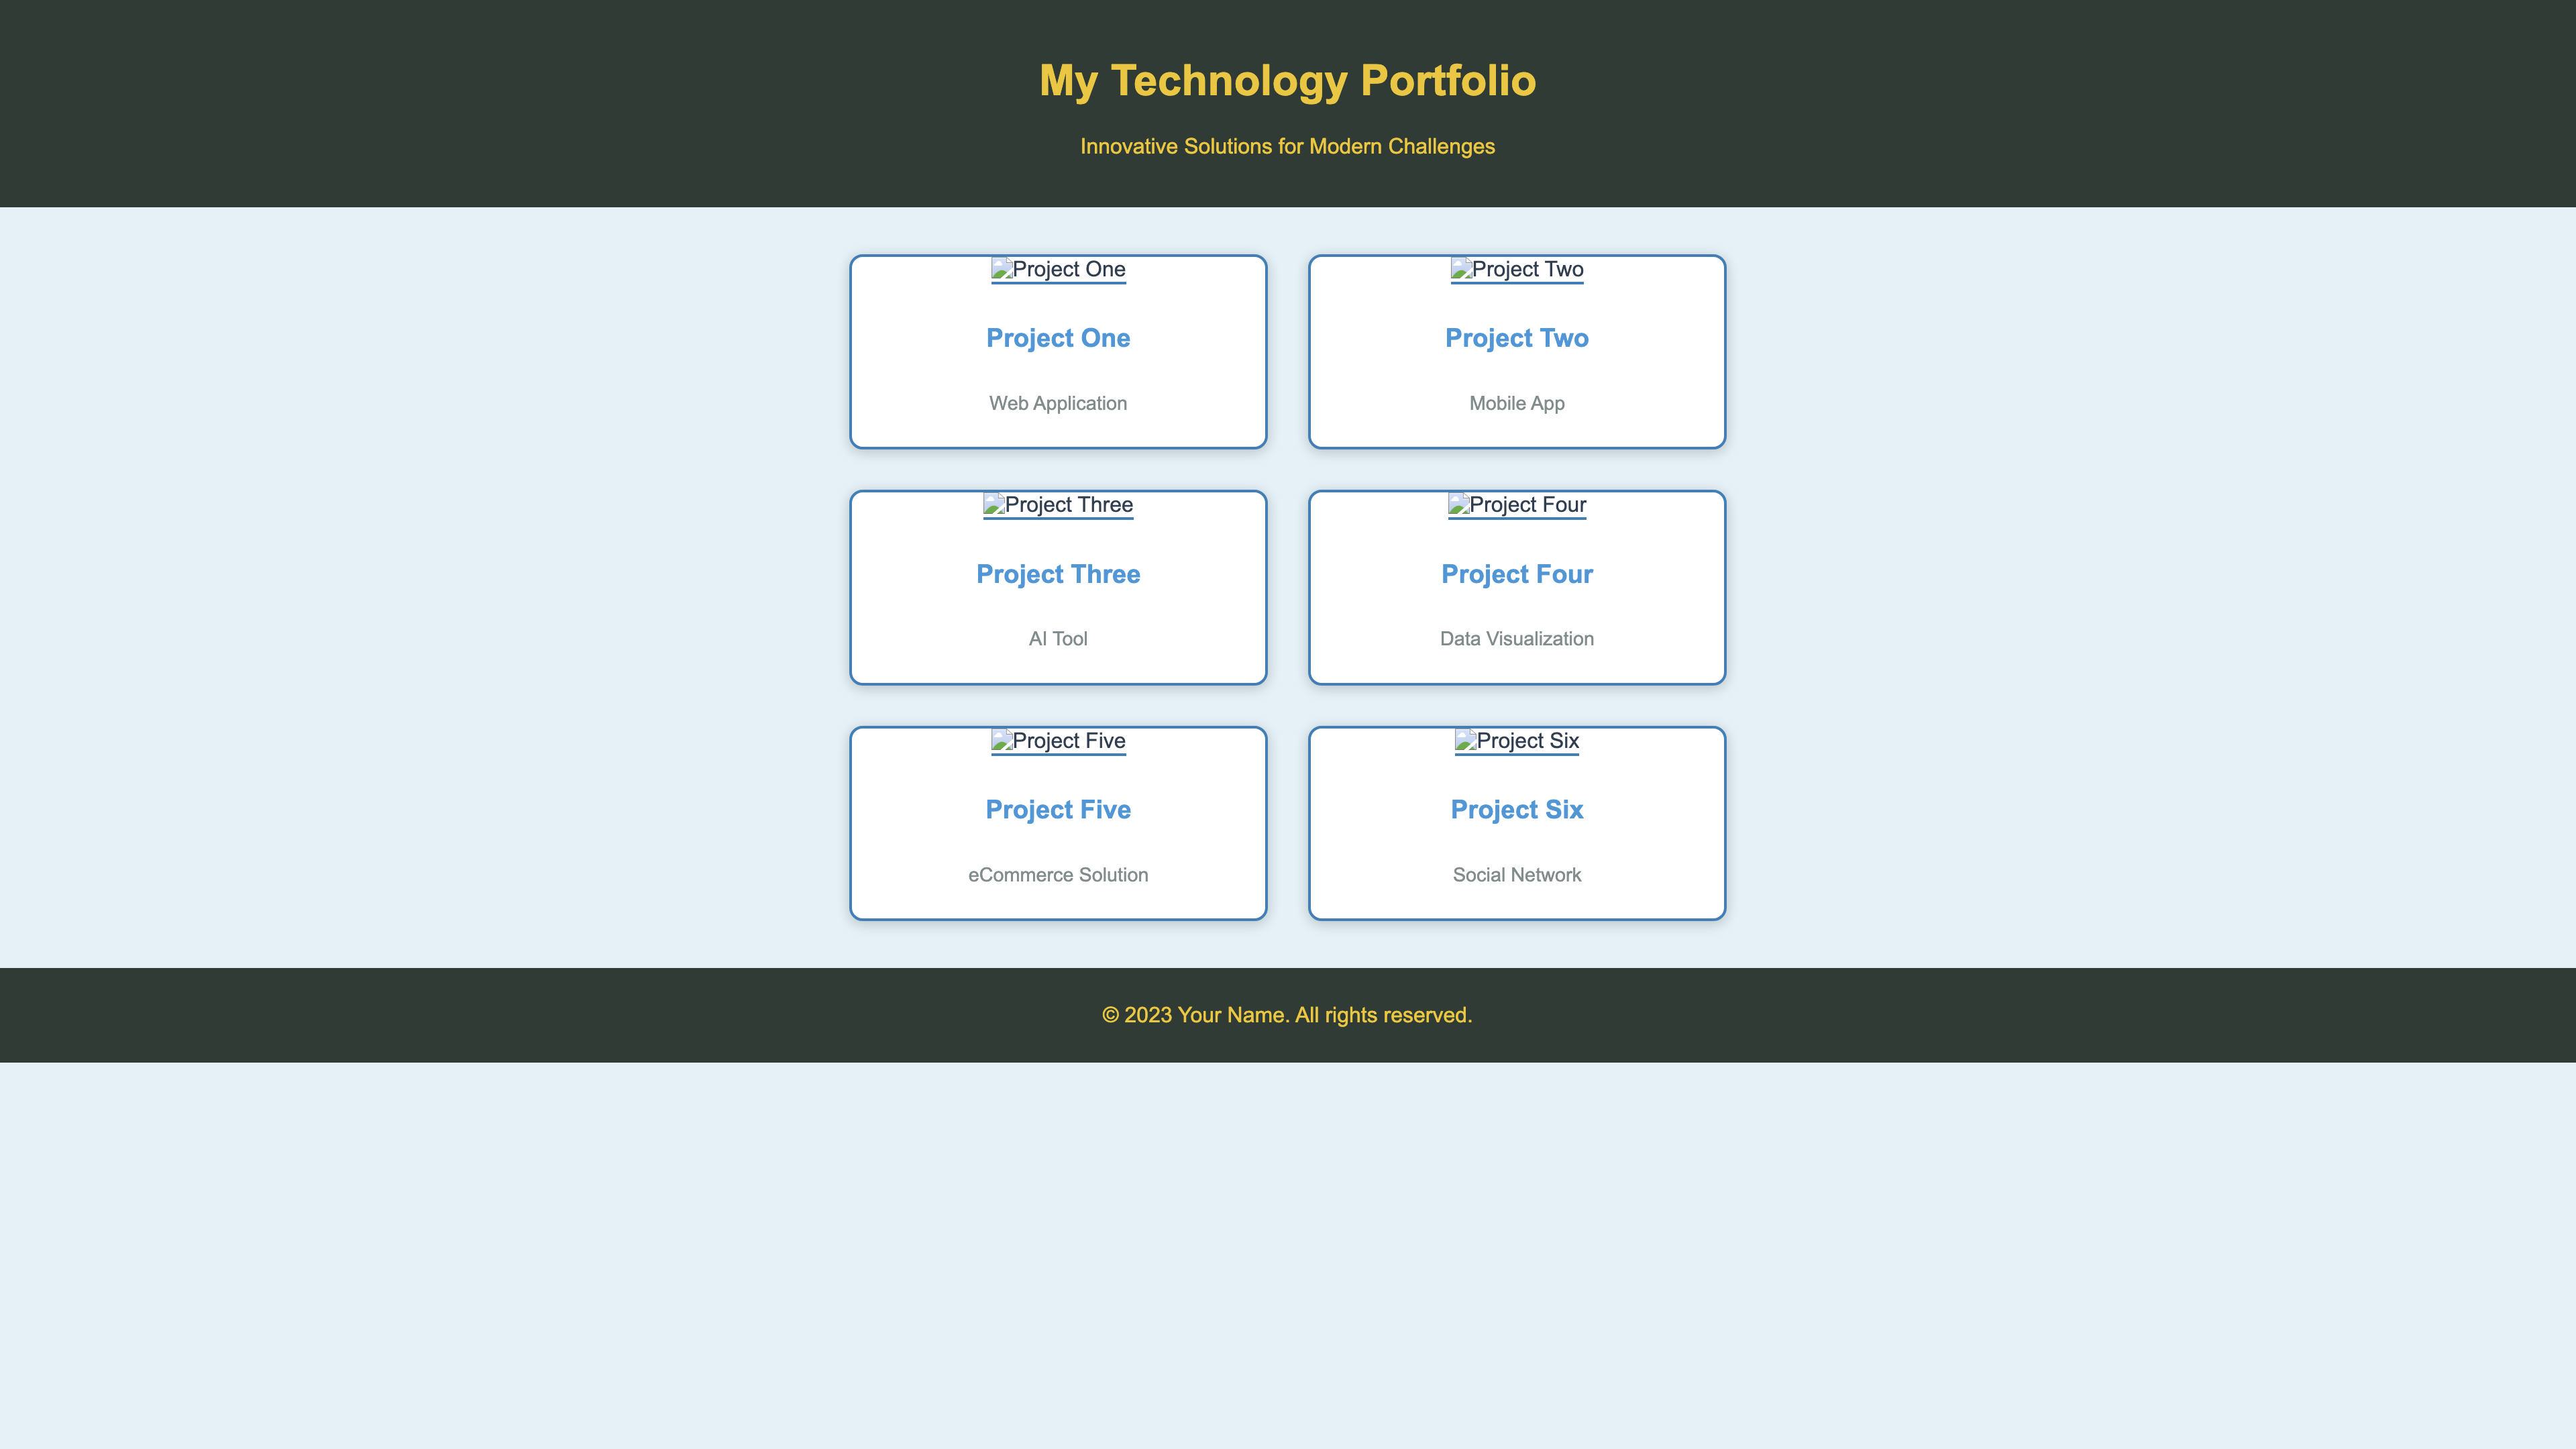 My Technology Portfolio
Innovative Solutions for Modern Challenges
Project One
Project One
Web Application
Project Two
Project Two
Mobile App
Project Three
Project Three
AI Tool
Project Four
Project Four
Data Visualization
Project Five
Project Five
eCommerce Solution
Project Six
Project Six
Social Network
© 2023 Your Name. All rights reserved.